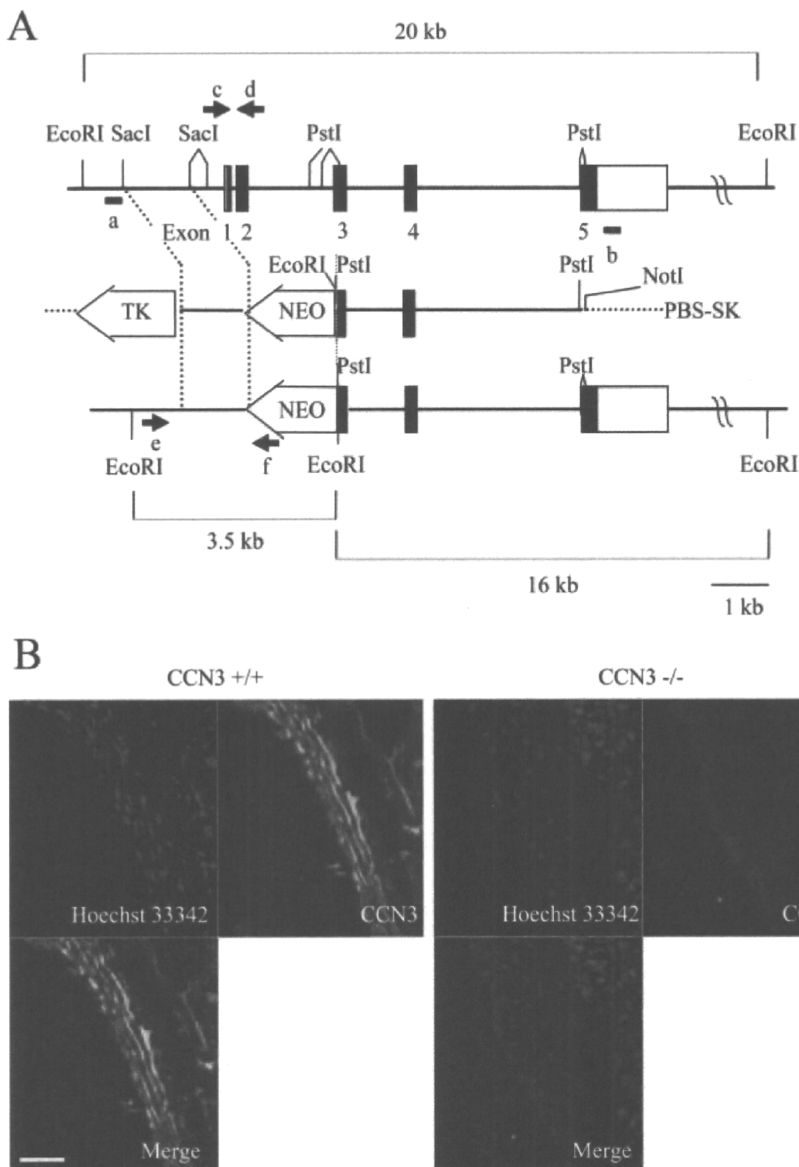 A
20 kb
c d
EcoRI SacI SacI PstI PstI EcoRI
a Exon 1 2 3 4 5 b
EcoRI PstI PstI NotI
TK NEO PBS-SK
PstI PstI
NEO
e f
EcoRI EcoRI EcoRI
3.5 kb
16 kb
1 kb
B
CCN3 +/+ CCN3 -/-
Hoechst 33342 CCN3 Hoechst 33342 C
Merge Merge